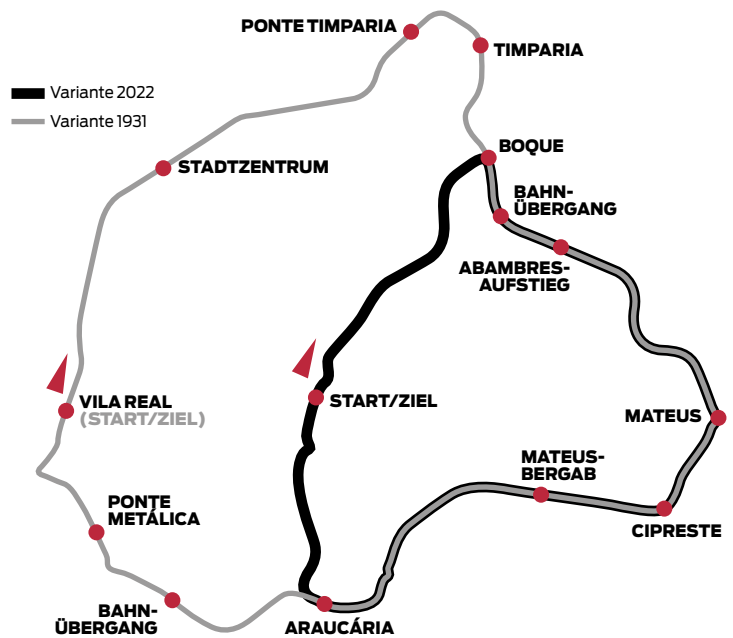 PONTE TIMPARIA
TIMPARIA
Variante 2022
Variante 1931
BOQUE
STADTZENTRUM
BAHN-
ÜBERGANG
ABAMBRES-
AUFSTIEG
VILA REAL
(START/ZIEL)
START/ZIEL
MATEUS
MATEUS-
BERGAB
PONTE
METÁLICA
CIPRESTE
BAHN-
ÜBERGANG
ARAUCÁRIA